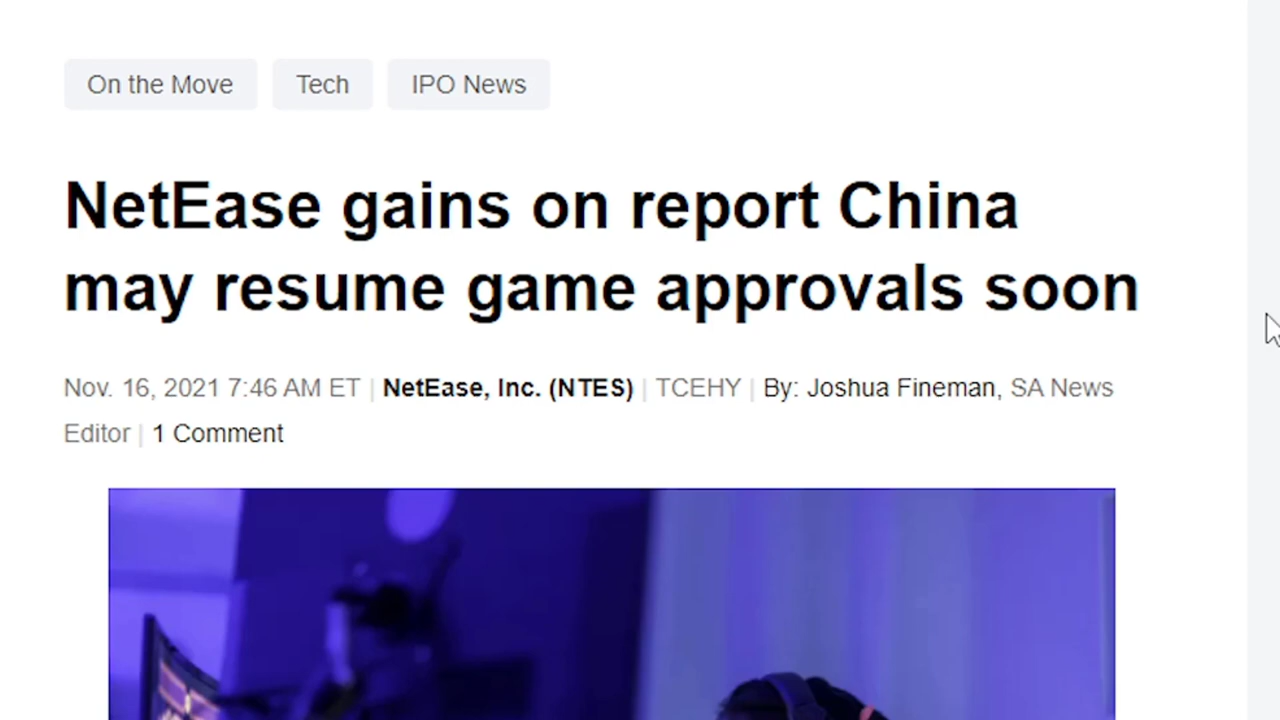 On the Move Tech IPO News
NetEase gains on report China
may resume game approvals soon
Nov. 16, 2021 7:46 AM ET | NetEase, Inc. (NTES) | TCEHY | By: Joshua Fineman, SA News
Editor | 1 Comment